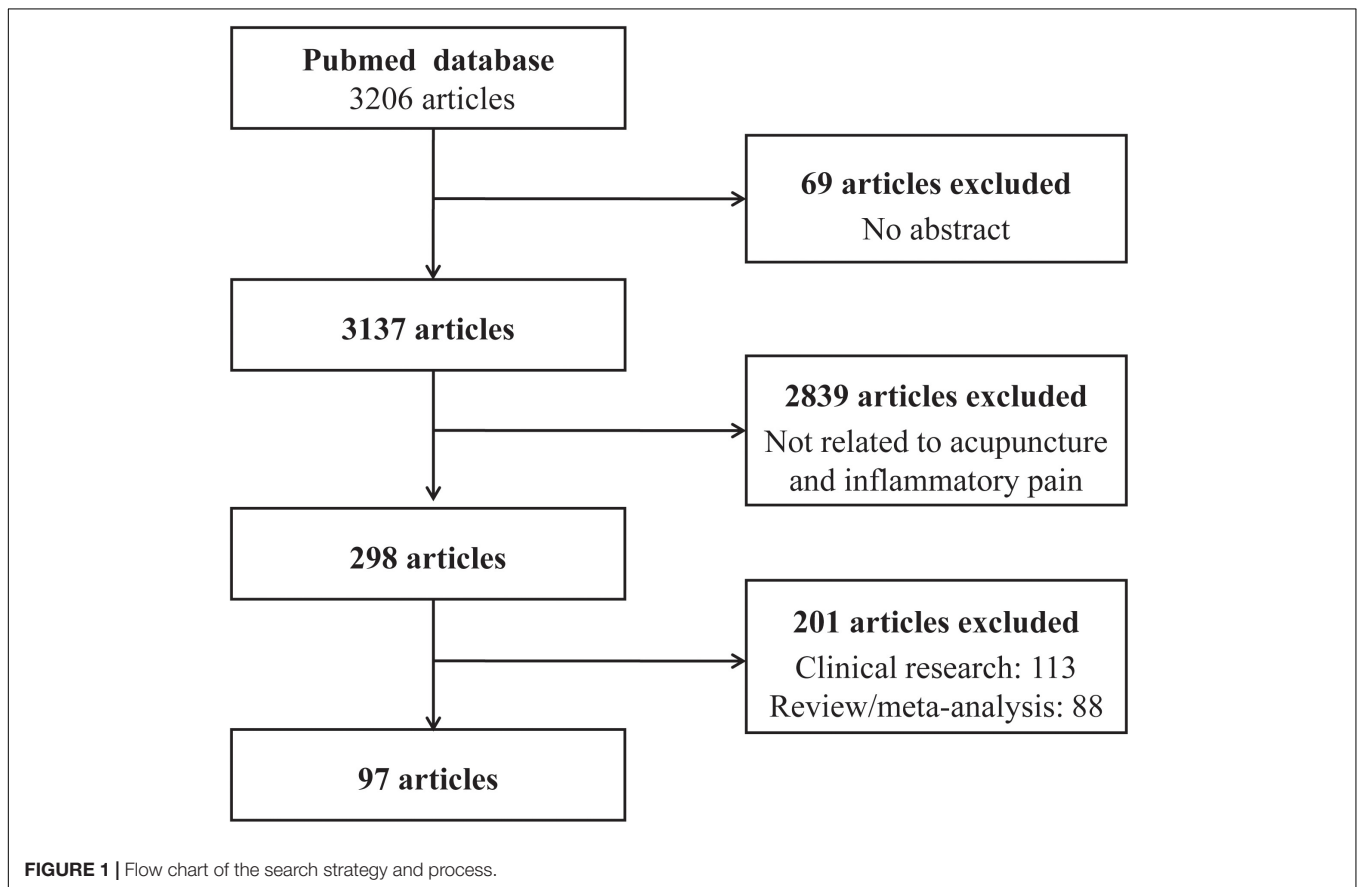 Pubmed database
3206 articles
69 articles excluded
No abstract
3137 articles
2839 articles excluded
Not related to acupuncture
and inflammatory pain
298 articles
201 articles excluded
Clinical research: 113
Review/meta-analysis: 88
97 articles
FIGURE 1 | Flow chart of the search strategy and process.